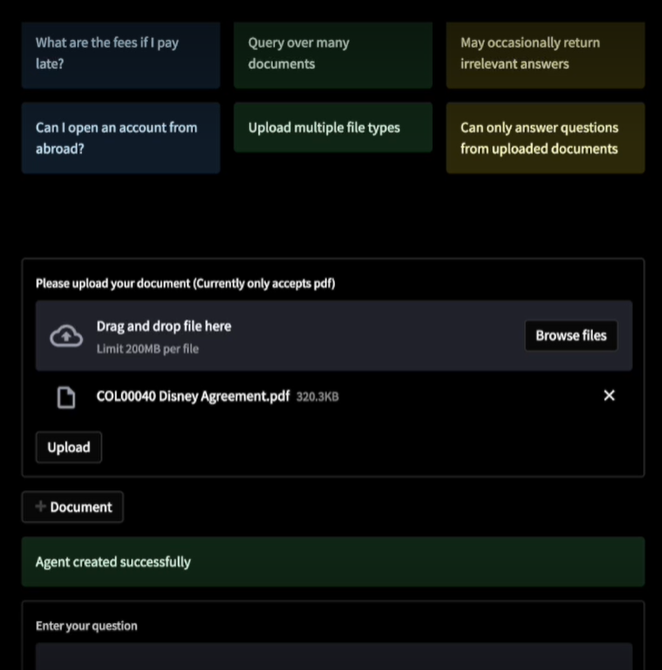 What are the fees if I pay
late?
Query over many
documents
May occasionally return
irrelevant answers
Can I open an account from
abroad?
Upload multiple file types
Can only answer questions
from uploaded documents
Please upload your document (Currently only accepts pdf)
Drag and drop file here
Limit 200MB per file
Browse files
COL00040 Disney Agreement.pdf 320.3KB
Upload
+ Document
Agent created successfully
Enter your question